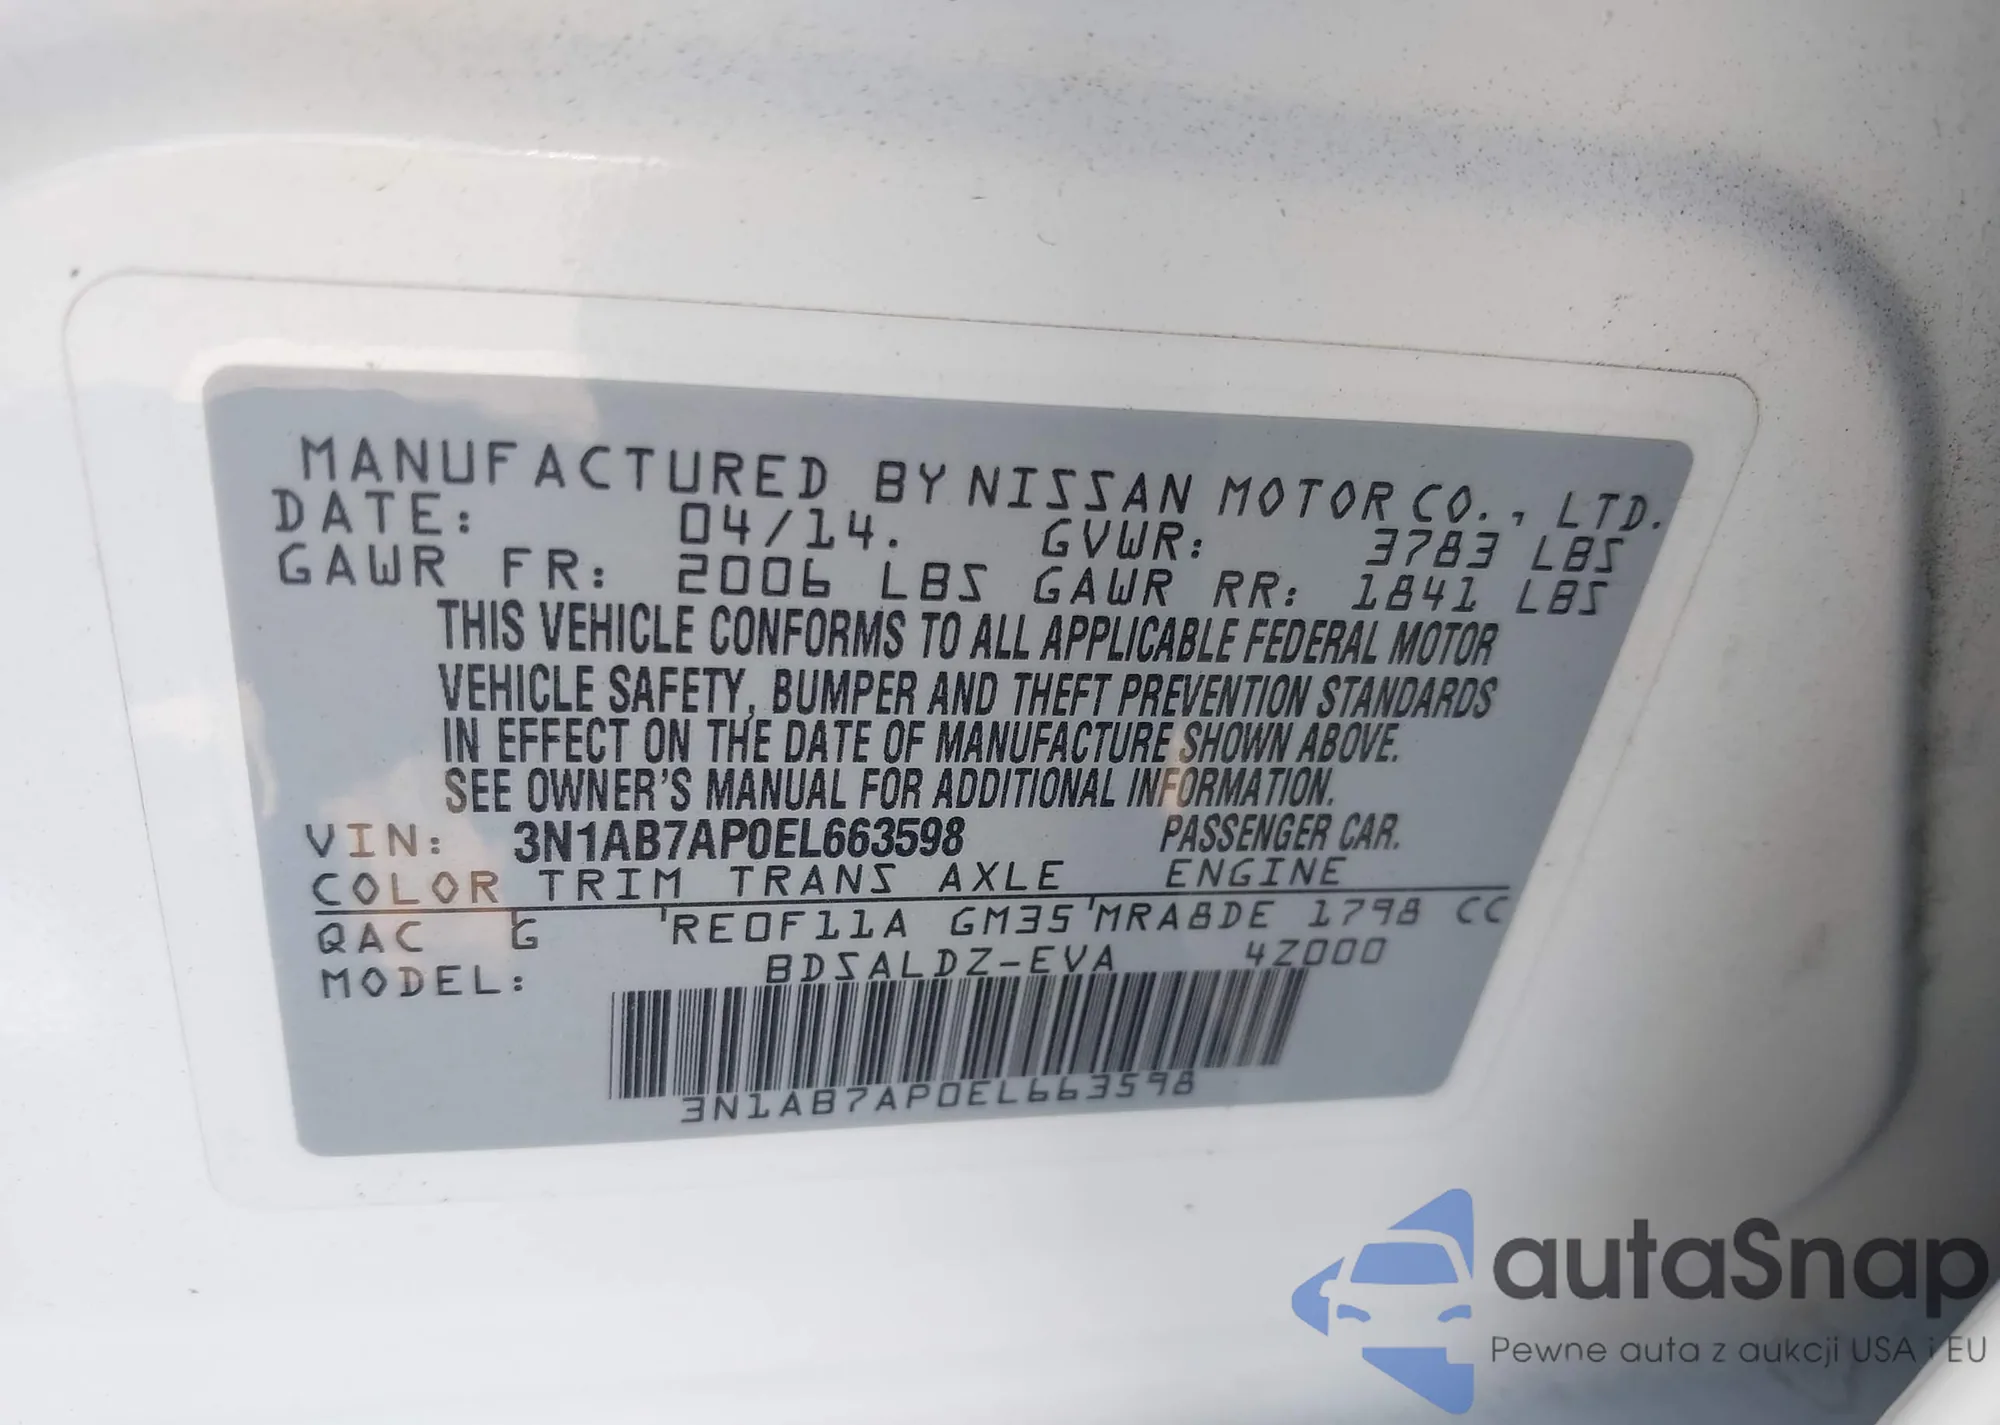 MANUFACTURED BY NISSAN MOTOR CO., LTD.
DATE: 04/14. GVWR: 3783 LBS
GAWR FR: 2006 LBS GAWR RR: 1841 LBS
THIS VEHICLE CONFORMS TO ALL APPLICABLE FEDERAL MOTOR
VEHICLE SAFETY, BUMPER AND THEFT PREVENTION STANDARDS
IN EFFECT ON THE DATE OF MANUFACTURE SHOWN ABOVE.
SEE OWNER'S MANUAL FOR ADDITIONAL INFORMATION.
VIN: 3N1AB7AP0EL663598 PASSENGER CAR.
COLOR TRIM TRANS AXLE ENGINE
QAC G 'RE0F11A GM35'MRA8DE 1798 CC
MODEL: BDSALDZ-EVA 4Z000
3N1AB7AP0EL663598
autaSnap
Pewne auta z aukcji USA i EU